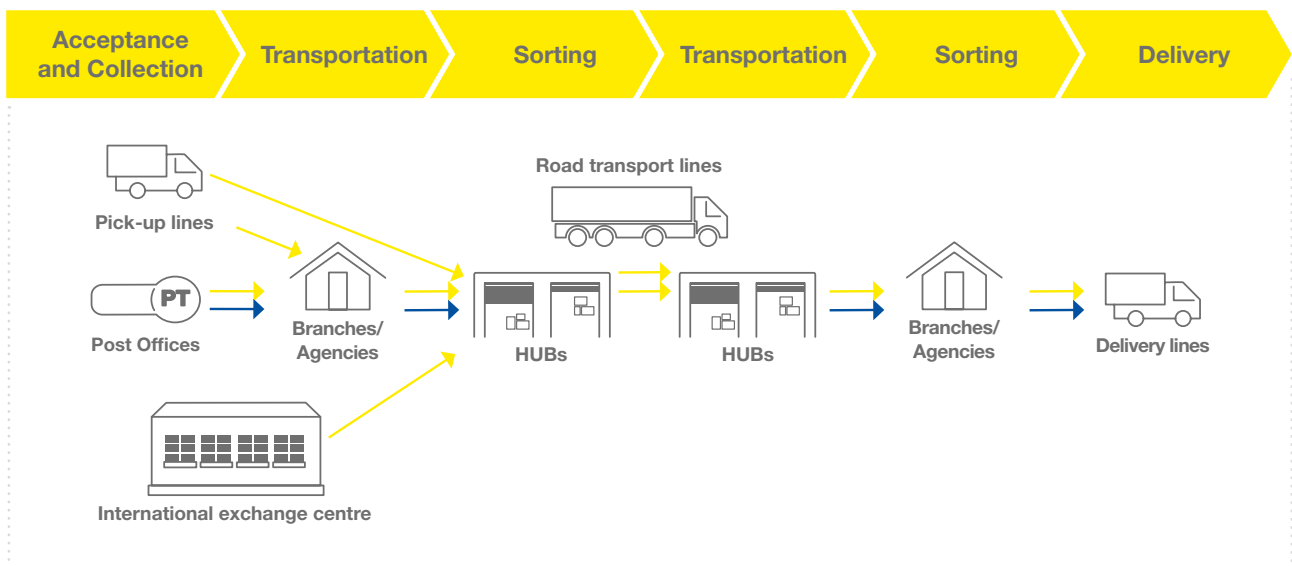 Acceptance
and Collection
Transportation
Sorting
Transportation
Sorting
Delivery
Road transport lines
Pick-up lines
PT
Post Offices
Branches/
Agencies
HUBs
HUBs
Branches/
Agencies
Delivery lines
International exchange centre